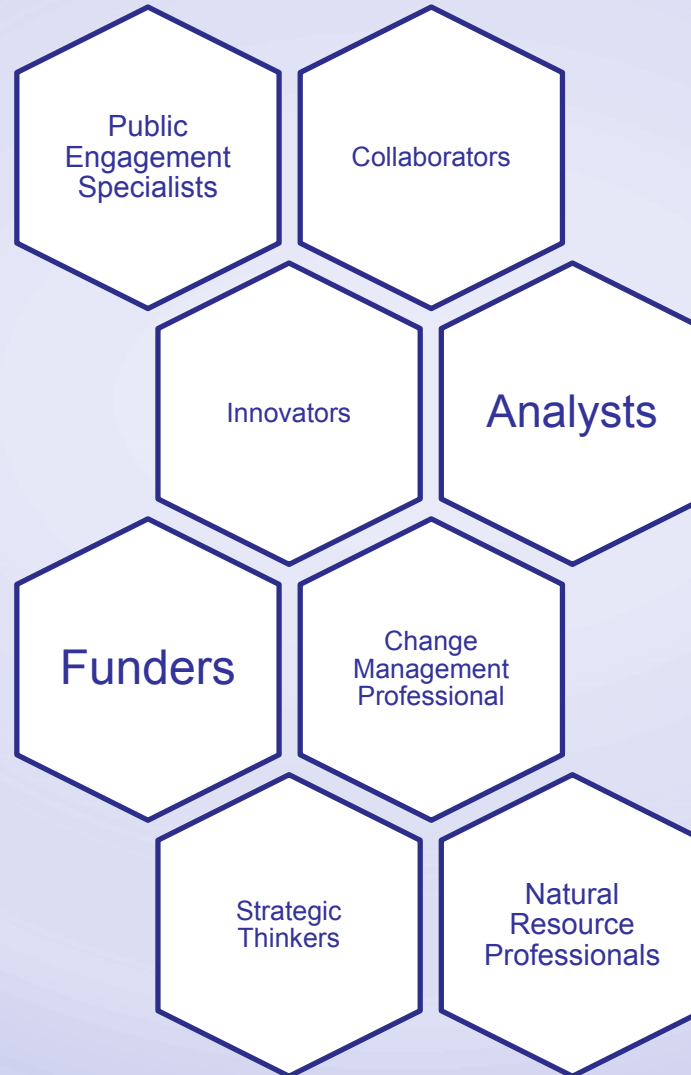 Public
Engagement
Specialists
Collaborators
Innovators
Analysts
Funders
Change
Management
Professional
Strategic
Thinkers
Natural
Resource
Professionals